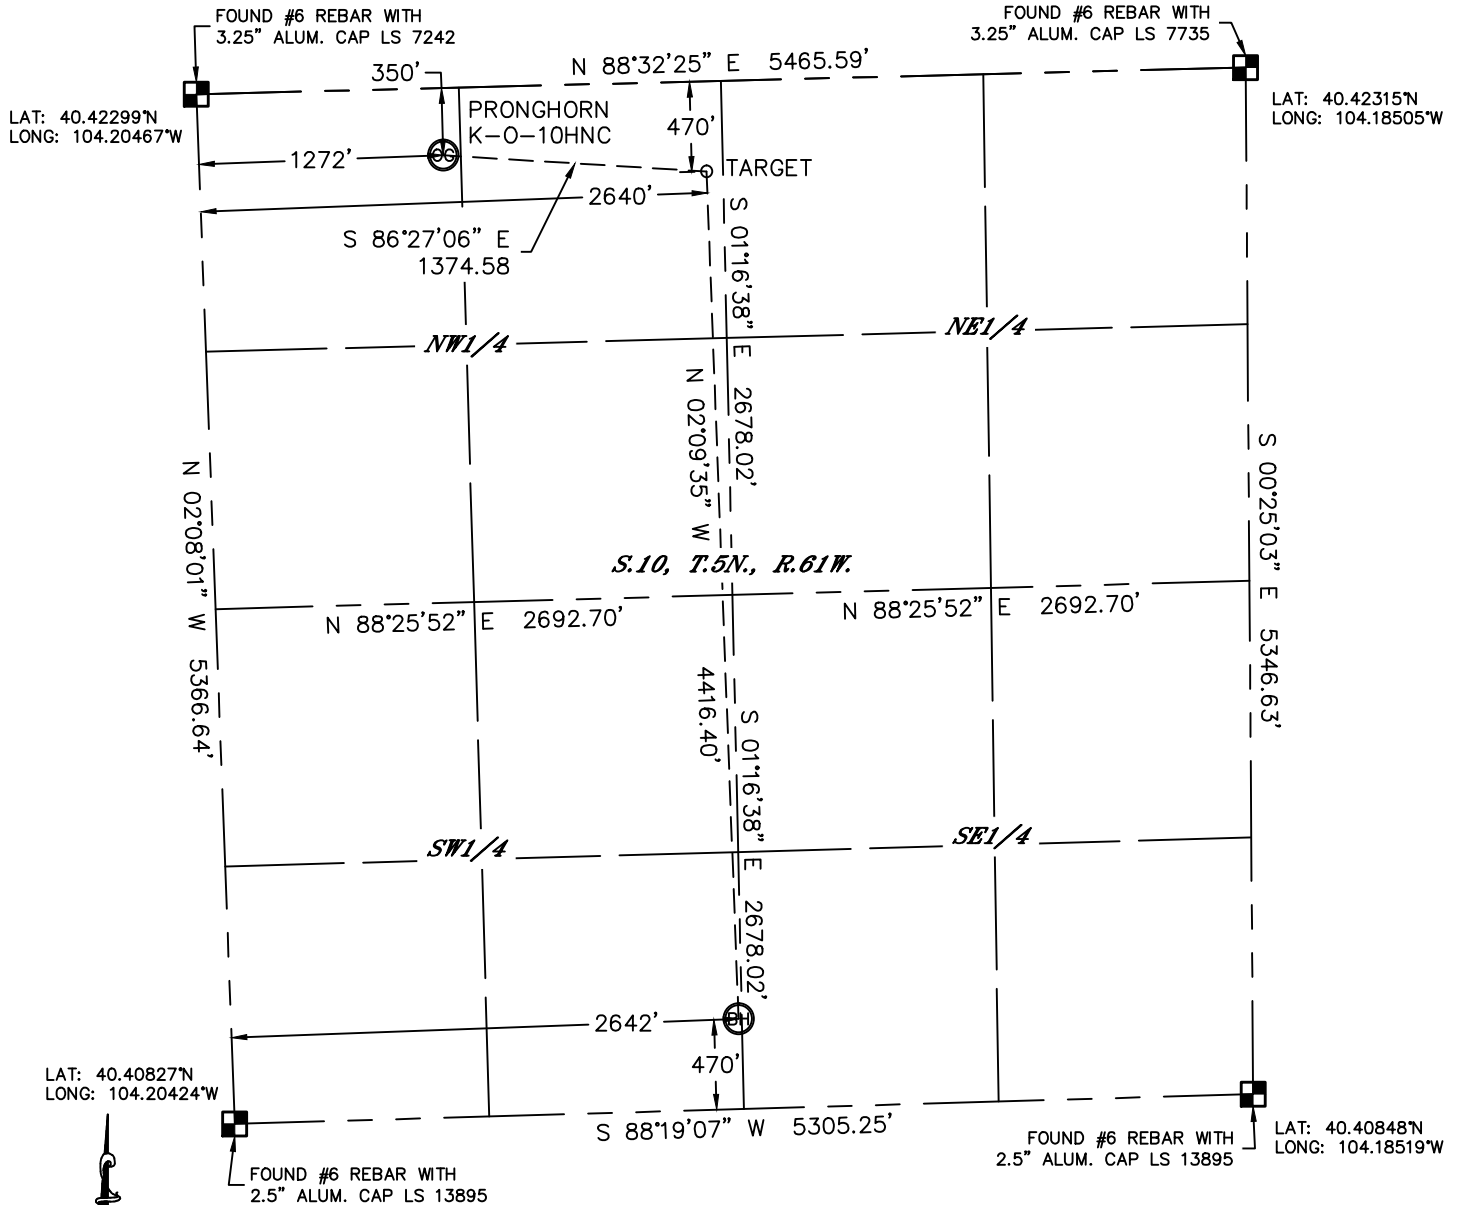 FOUND #6 REBAR WITH
3.25" ALUM. CAP LS 7242
FOUND #6 REBAR WITH
3.25" ALUM. CAP LS 7735
N 88°32'25" E 5465.59'
350'
LAT: 40.42299°N
LONG: 104.20467°W
LAT: 40.42315°N
LONG: 104.18505°W
PRONGHORN
K-O-10HNC
470'
OG
1272'
TARGET
2640'
S 86°27'06" E
1374.58
S 01°16'38" E 2678.02'
NW1/4
NE1/4
N 02°09'35" W 4416.40'
N 02°08'01" W 5366.64'
S 00°25'03" E 5346.63'
S.10, T.5N., R.61W.
N 88°25'52" E 2692.70'
N 88°25'52" E 2692.70'
S 01°16'38" E 2678.02'
SW1/4
SE1/4
2642'
BH
470'
LAT: 40.40827°N
LONG: 104.20424°W
S 88°19'07" W 5305.25'
LAT: 40.40848°N
LONG: 104.18519°W
FOUND #6 REBAR WITH
2.5" ALUM. CAP LS 13895
FOUND #6 REBAR WITH
2.5" ALUM. CAP LS 13895